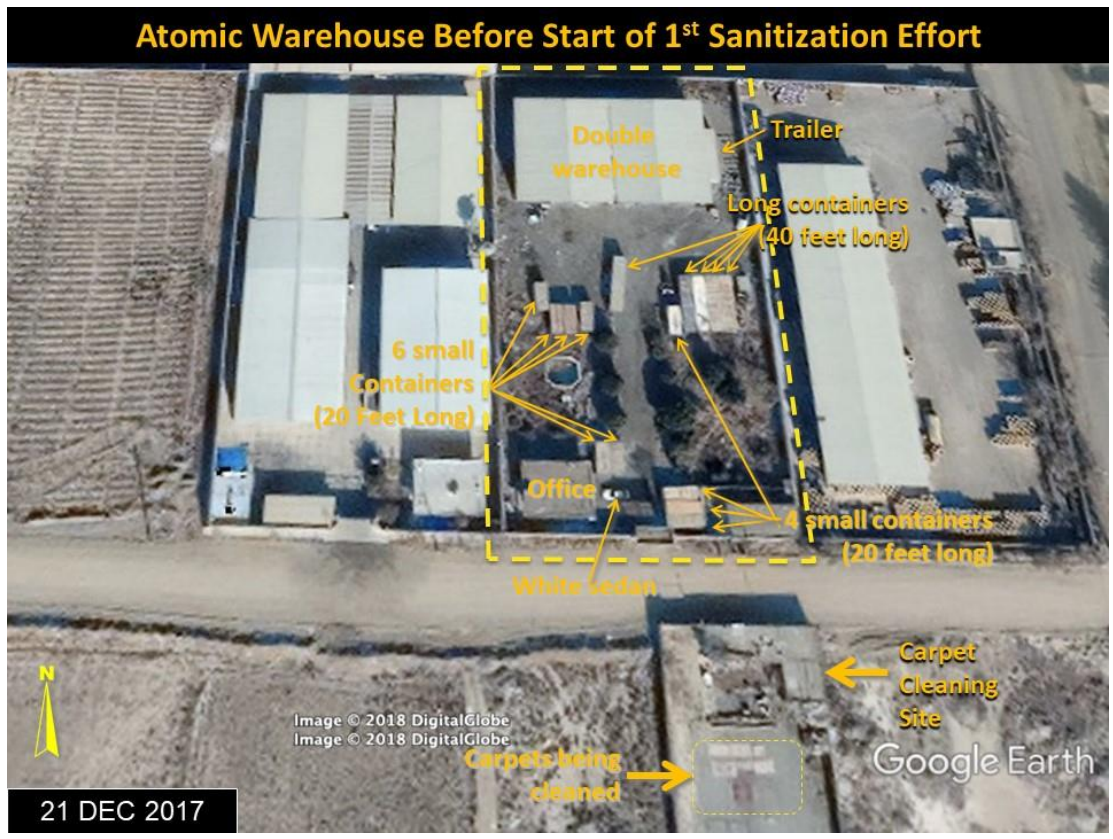 Atomic Warehouse Before Start of 1st Sanitization Effort
Double
warehouse
Trailer
Long containers
(40 feet long)
6 small
Containers
(20 Feet Long)
Office
4 small containers
(20 feet long)
White sedan
N
Carpet
Cleaning
Site
Image © 2018 DigitalGlobe
Image © 2018 DigitalGlobe
Carpets being
cleaned
Google Earth
21 DEC 2017